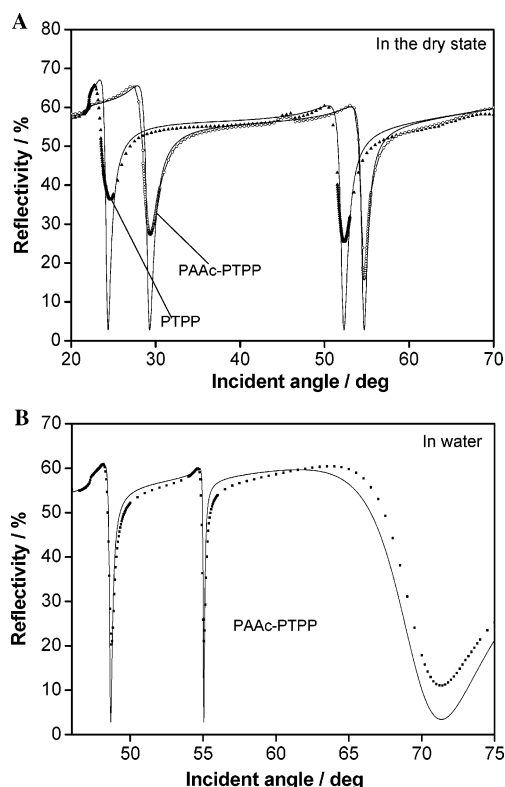 A
In the dry state
80
70
60
50
40
30
20
10
0
Reflectivity / %
PAAc-PTPP
PTPP
20 30 40 50 60 70
Incident angle / deg
B
In water
70
60
50
40
30
20
10
0
Reflectivity / %
PAAc-PTPP
50 55 60 65 70 75
Incident angle / deg